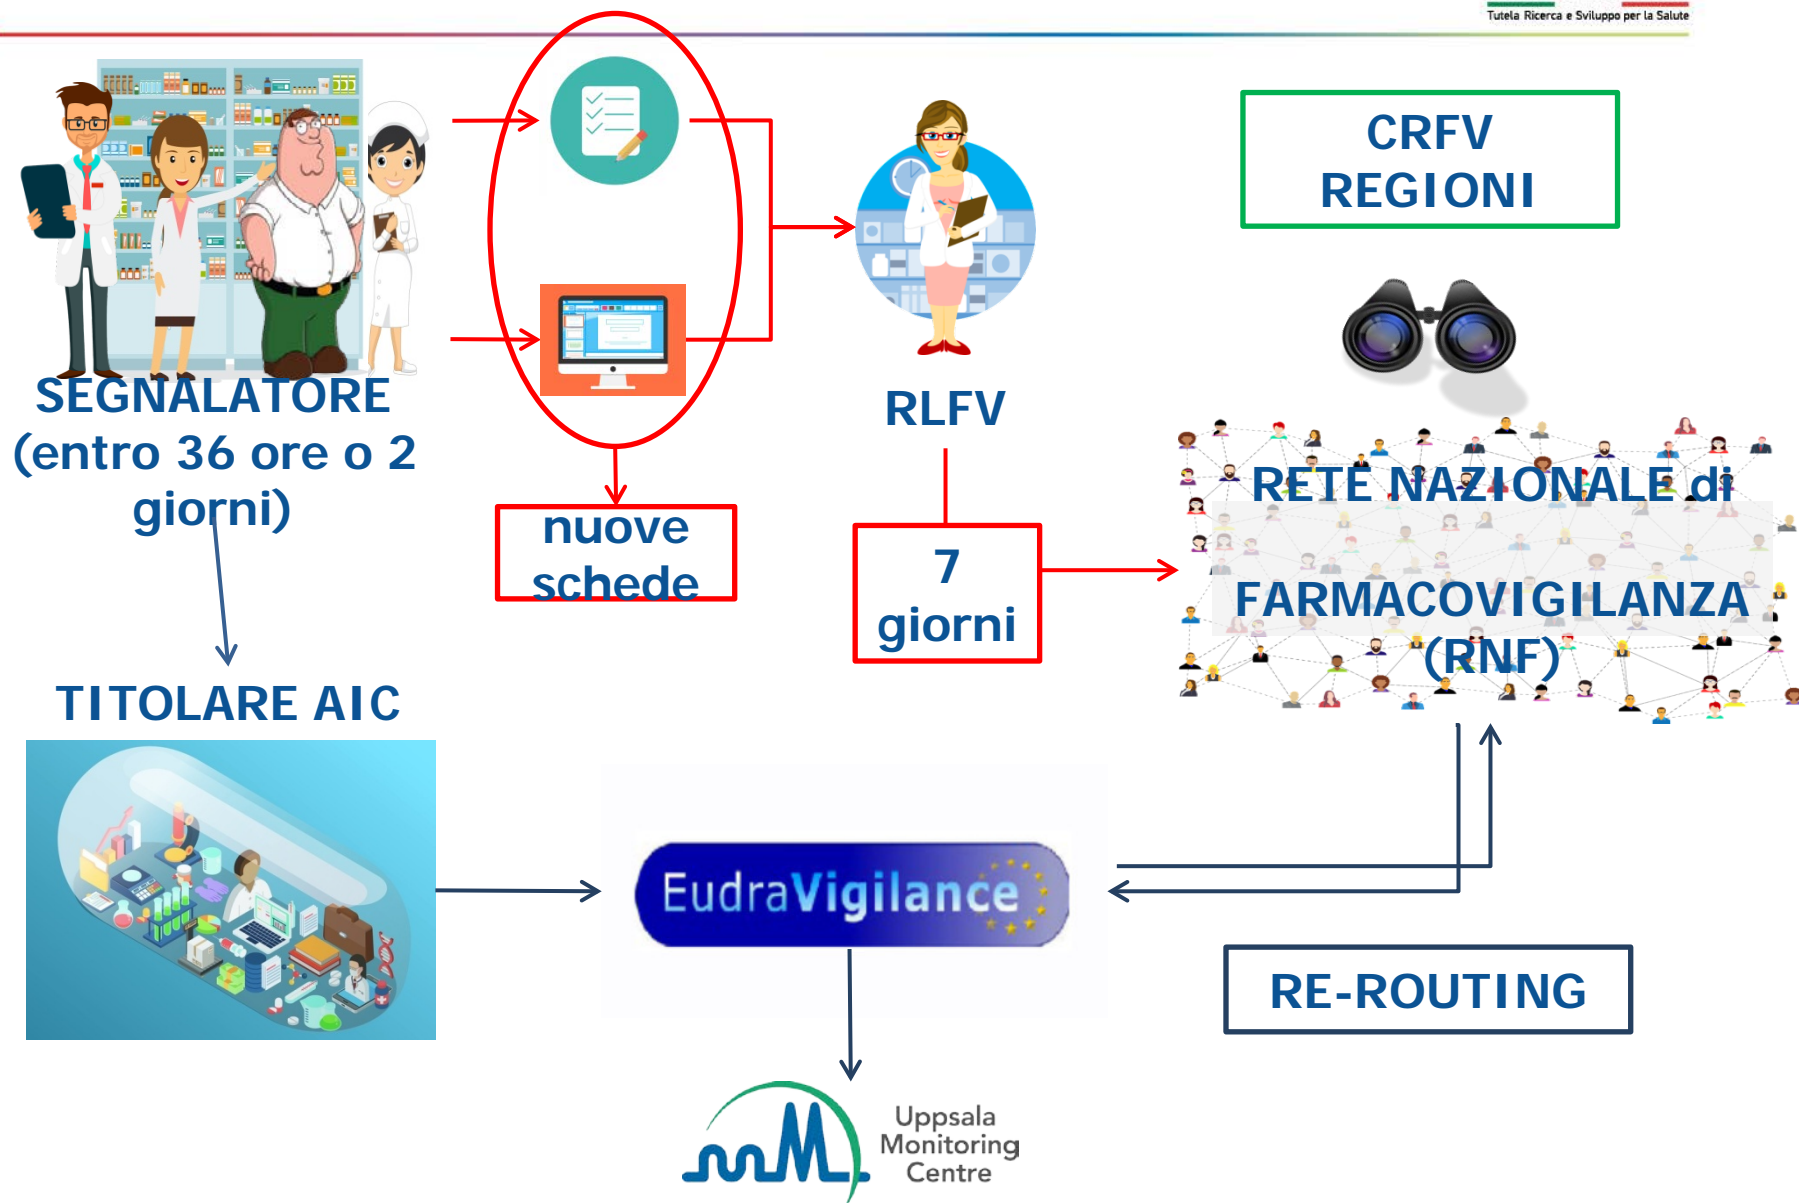 Tutela Ricerca e Sviluppo per la Salute
CRFV
REGIONI
SEGNALATORE
(entro 36 ore o 2
giorni)
nuove
schede
RLFV
7
giorni
RETE NAZIONALE di
FARMACOVIGILANZA
(RNF)
TITOLARE AIC
EudraVigilance
RE-ROUTING
Uppsala
Monitoring
Centre